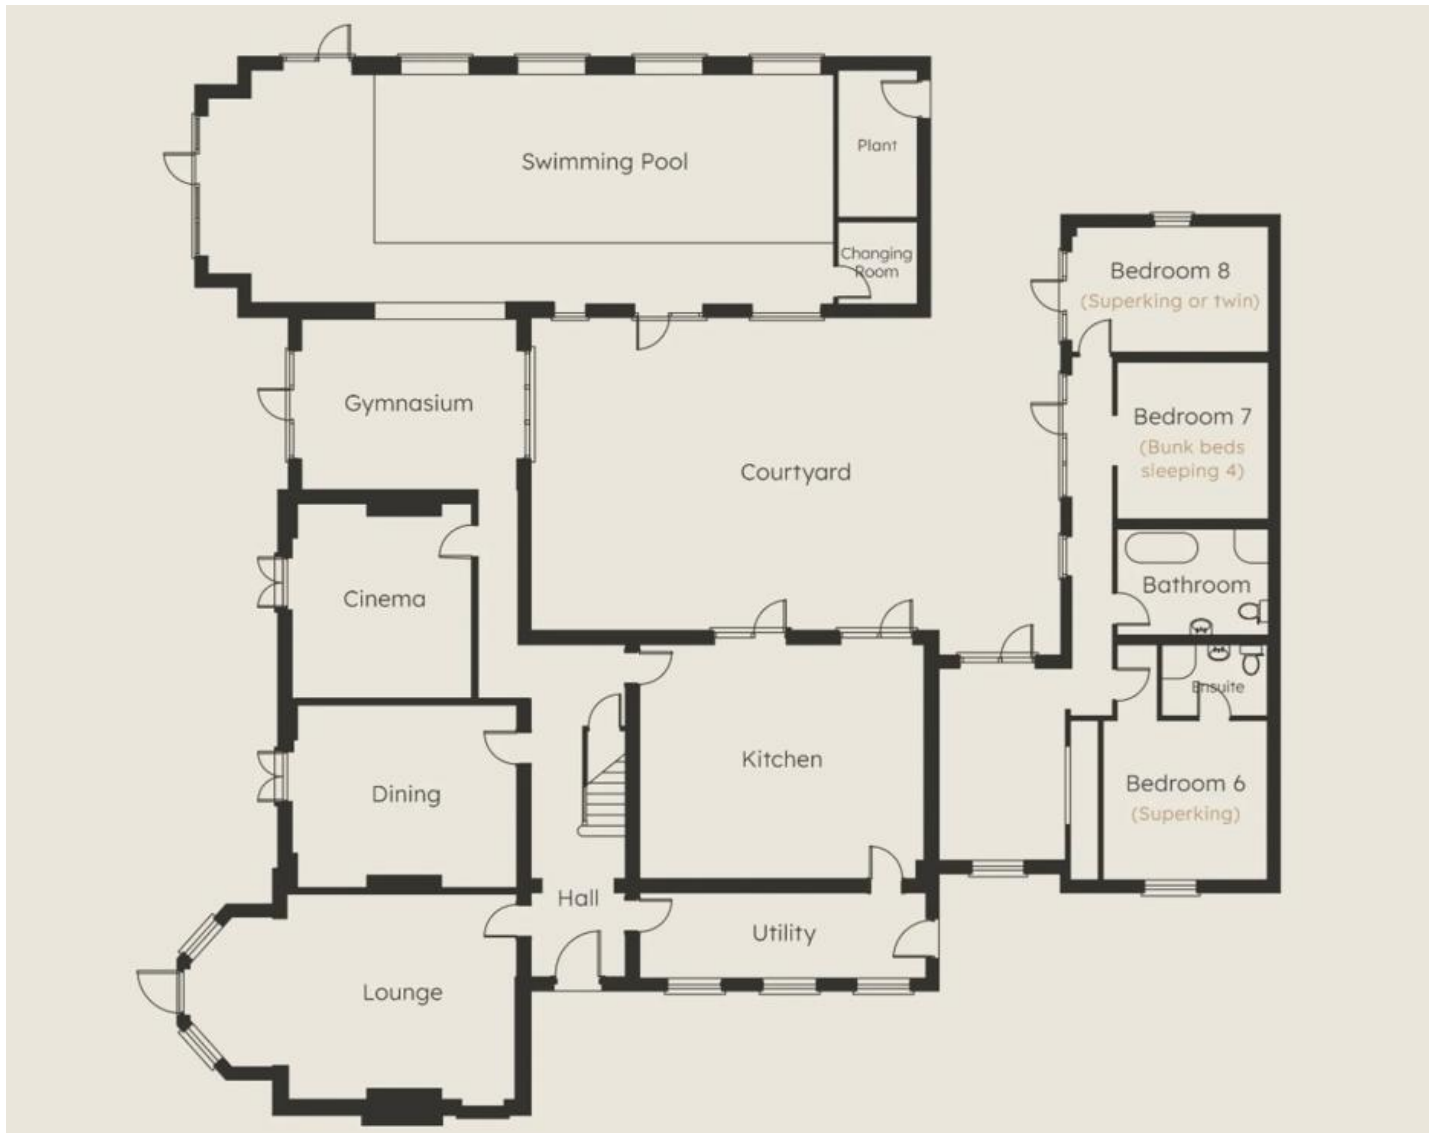 Swimming Pool
Plant
Changing
Room
Bedroom 8
(Superking or twin)
Gymnasium
Bedroom 7
(Bunk beds
sleeping 4)
Courtyard
Cinema
Bathroom
Ensuite
Kitchen
Dining
Bedroom 6
(Superking)
Hall
Utility
Lounge